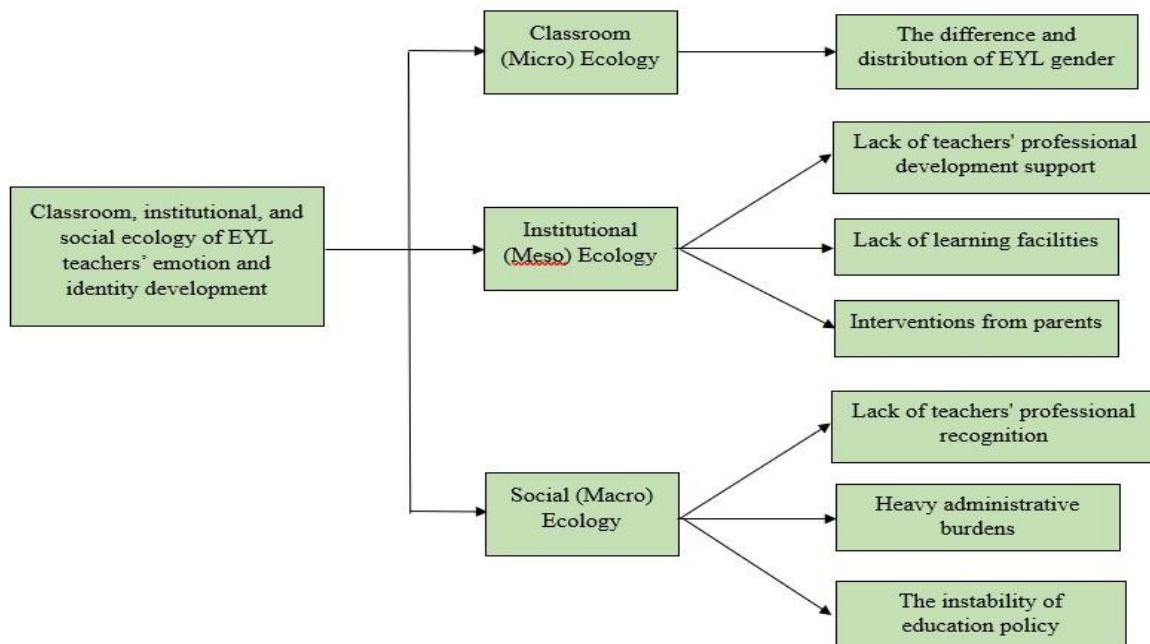 Classroom, institutional, and
social ecology of EYL
teachers' emotion and
identity development
Classroom
(Micro) Ecology
The difference and
distribution of EYL gender
Institutional
(Meso) Ecology
Lack of teachers' professional
development support
Lack of learning facilities
Interventions from parents
Social (Macro)
Ecology
Lack of teachers' professional
recognition
Heavy administrative
burdens
The instability of
education policy